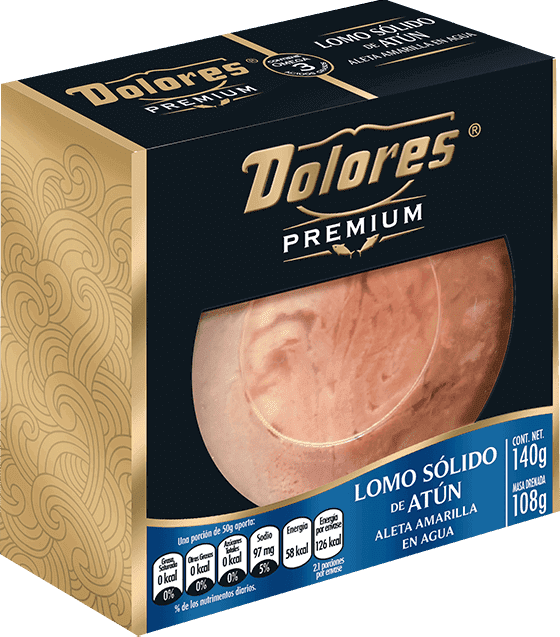 Dolores®
PREMIUM
CONTIENE
OMEGA
3
LOMO SÓLIDO
DE ATÚN
ALETA AMARILLA EN AGUA
Dolores®
PREMIUM
LOMO SÓLIDO
DE ATÚN
ALETA AMARILLA
EN AGUA
CONT. NET.
140g
MASA DRENADA
108g
Una porción de 50g aporta:
Grasa Saturada
0 kcal
0%
Otras Grasas
0 kcal
0%
Azúcares Totales
0 kcal
0%
Sodio
97 mg
5%
Energía
58 kcal
Energía por envase
126 kcal
2.1 porciones
por envase
% de los nutrimentos diarios.